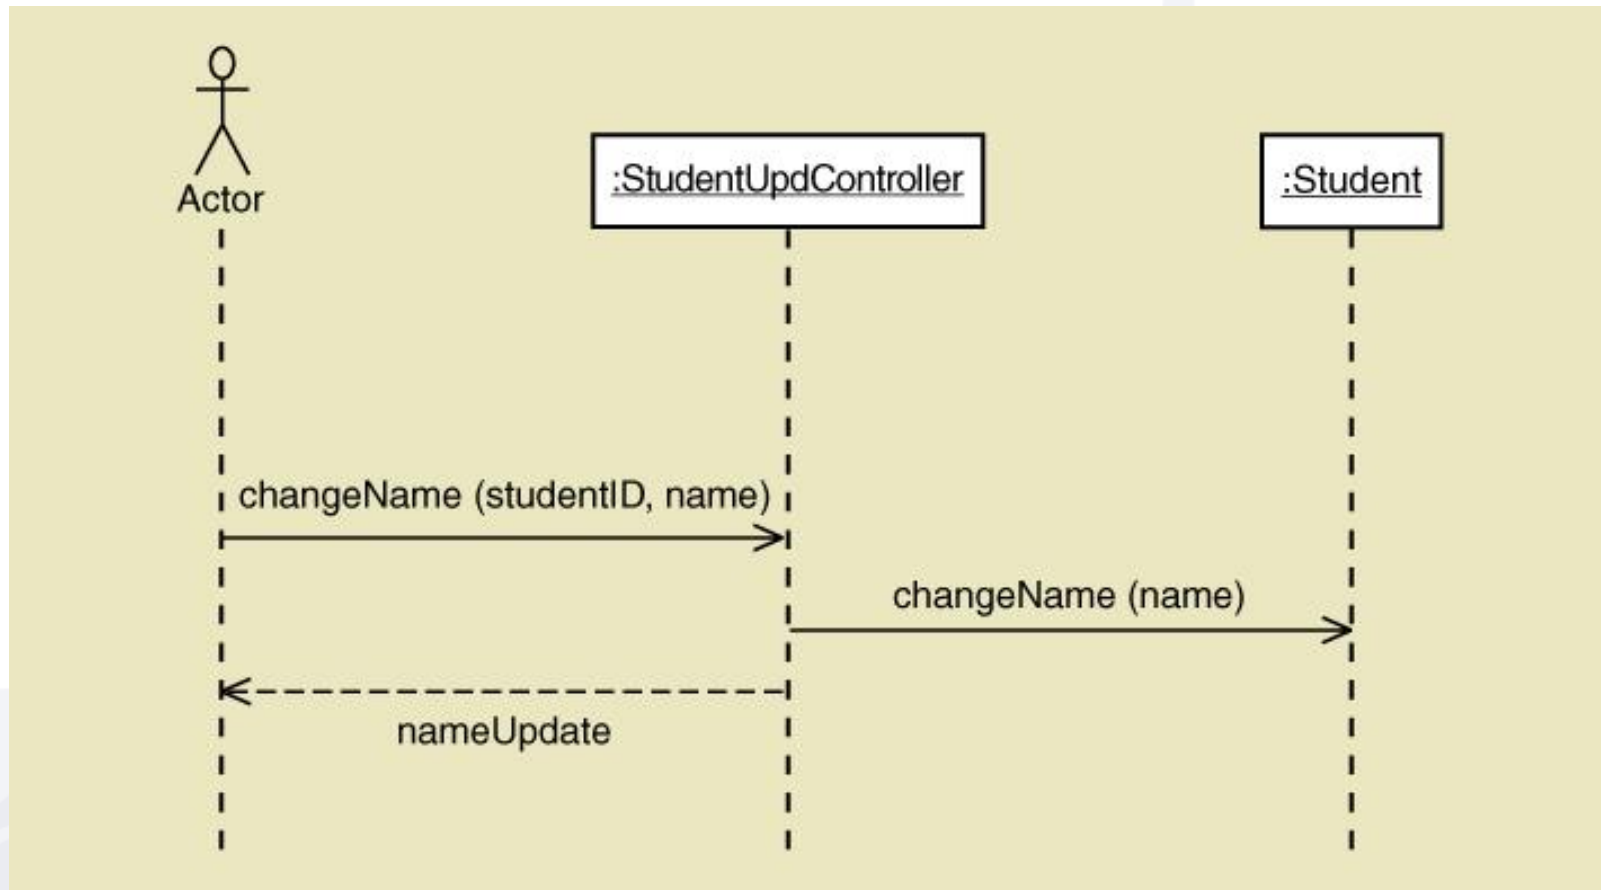 Actor
:StudentUpdController
:Student
changeName (studentID, name)
changeName (name)
nameUpdate